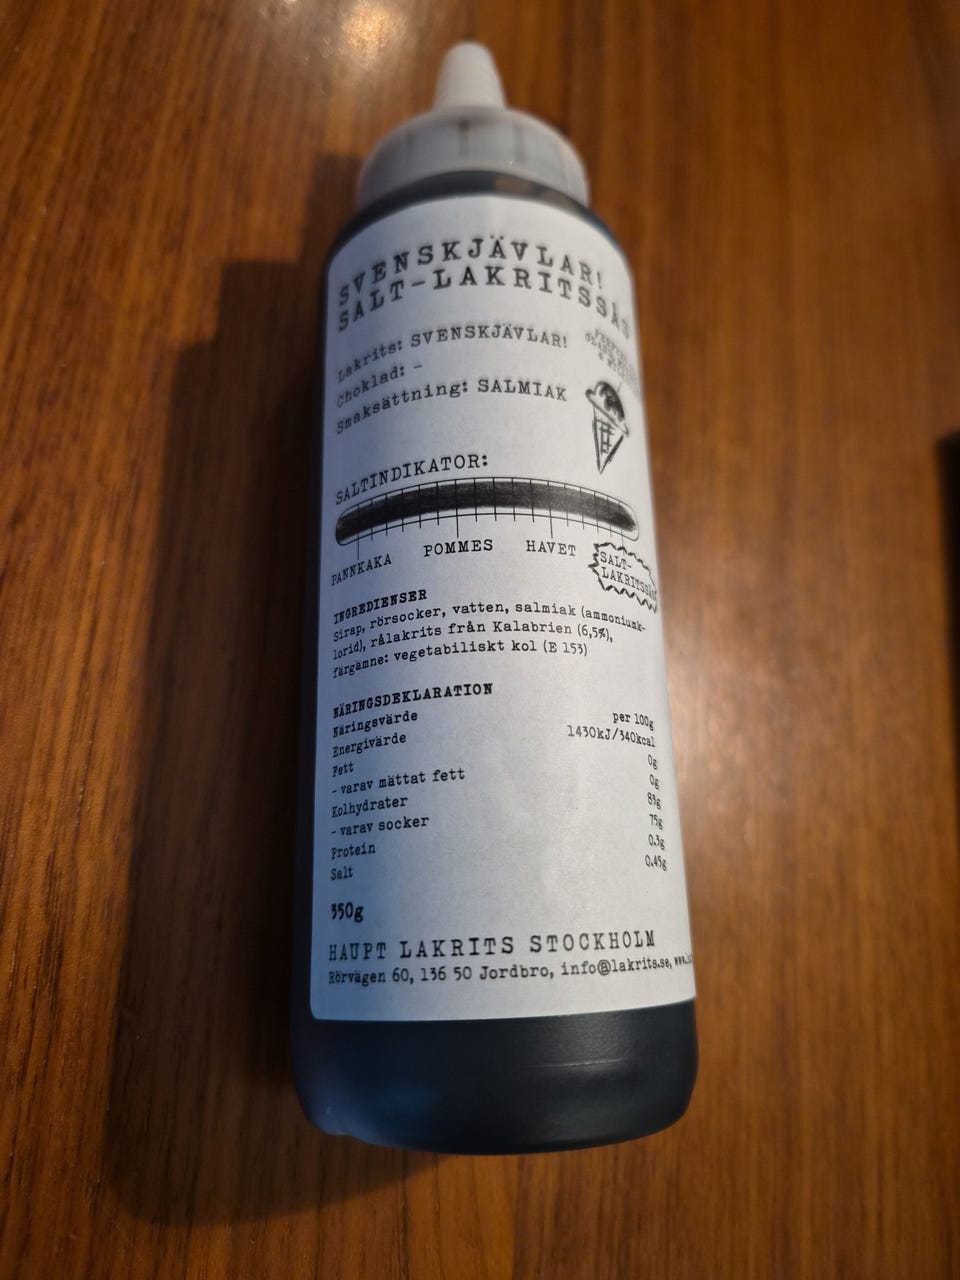 SVENSKJÄVLAR!
SALT-LAKRITSSÅS
Lakrits: SVENSKJÄVLAR!
Choklad: -
Smaksättning: SALMIAK
SALTINDIKATOR:
PANNKAKA POMMES HAVET SALT-
LAKRITSSÅS
INGREDIENSER
Sirap, rörsocker, vatten, salmiak (ammoniumk-
lorid), rålakrits från Kalabrien (6,5%),
färgämne: vegetabiliskt kol (E 153)
NÄRINGSDEKLARATION
Näringsvärde per 100g
Energivärde 1430kJ/340kcal
Fett 0g
- varav mättat fett 0g
Kolhydrater 83g
- varav socker 75g
Protein 0.3g
Salt 0.45g
350g
HAUPT LAKRITS STOCKHOLM
Rörvägen 60, 136 50 Jordbro, info@lakrits.se,